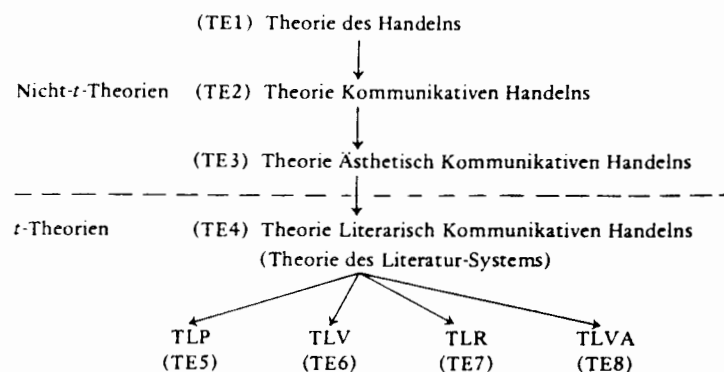 (TE1) Theorie des Handelns
Nicht-t-Theorien (TE2) Theorie Kommunikativen Handelns
(TE3) Theorie Ästhetisch Kommunikativen Handelns
t-Theorien (TE4) Theorie Literarisch Kommunikativen Handelns
(Theorie des Literatur-Systems)
TLP TLV TLR TLVA
(TE5) (TE6) (TE7) (TE8)